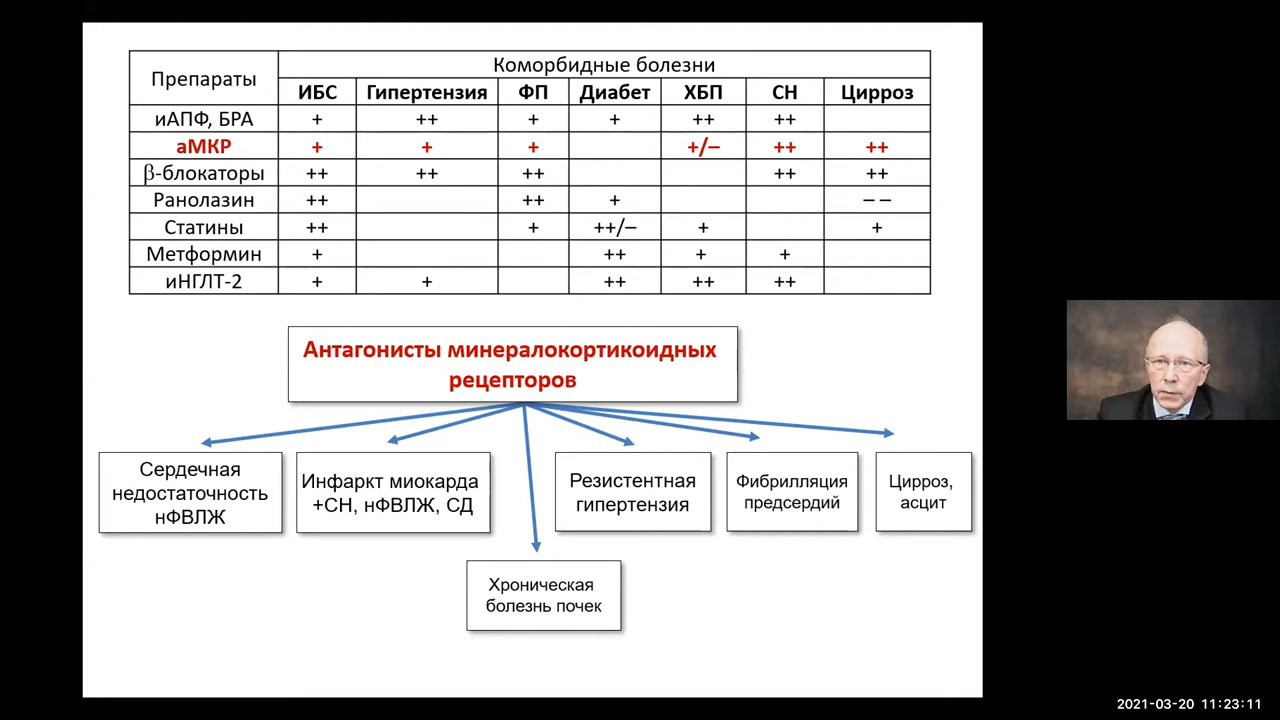 Препараты
Коморбидные болезни
ИБС Гипертензия ФП Диабет ХБП СН Цирроз
иАПФ, БРА + ++ + + ++ ++
аМКР + + + +/– ++ ++
β-блокаторы ++ ++ ++ ++ ++
Ранолазин ++ ++ + – –
Статины ++ + ++/– + +
Метформин + ++ + +
иНГЛТ-2 + + ++ ++ ++
Антагонисты минералокортикоидных
рецепторов
Сердечная
недостаточность
нФВЛЖ
Инфаркт миокарда
+СН, нФВЛЖ, СД
Резистентная
гипертензия
Фибрилляция
предсердий
Цирроз,
асцит
Хроническая
болезнь почек
2021-03-20 11:23:11